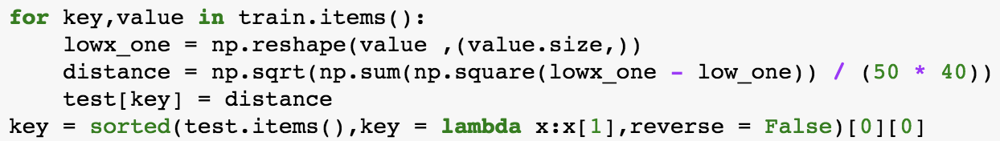 for key,value in train.items():
    lowx_one = np.reshape(value ,(value.size,))
    distance = np.sqrt(np.sum(np.square(lowx_one - low_one)) / (50 * 40))
    test[key] = distance
key = sorted(test.items(),key = lambda x:x[1],reverse = False)[0][0]